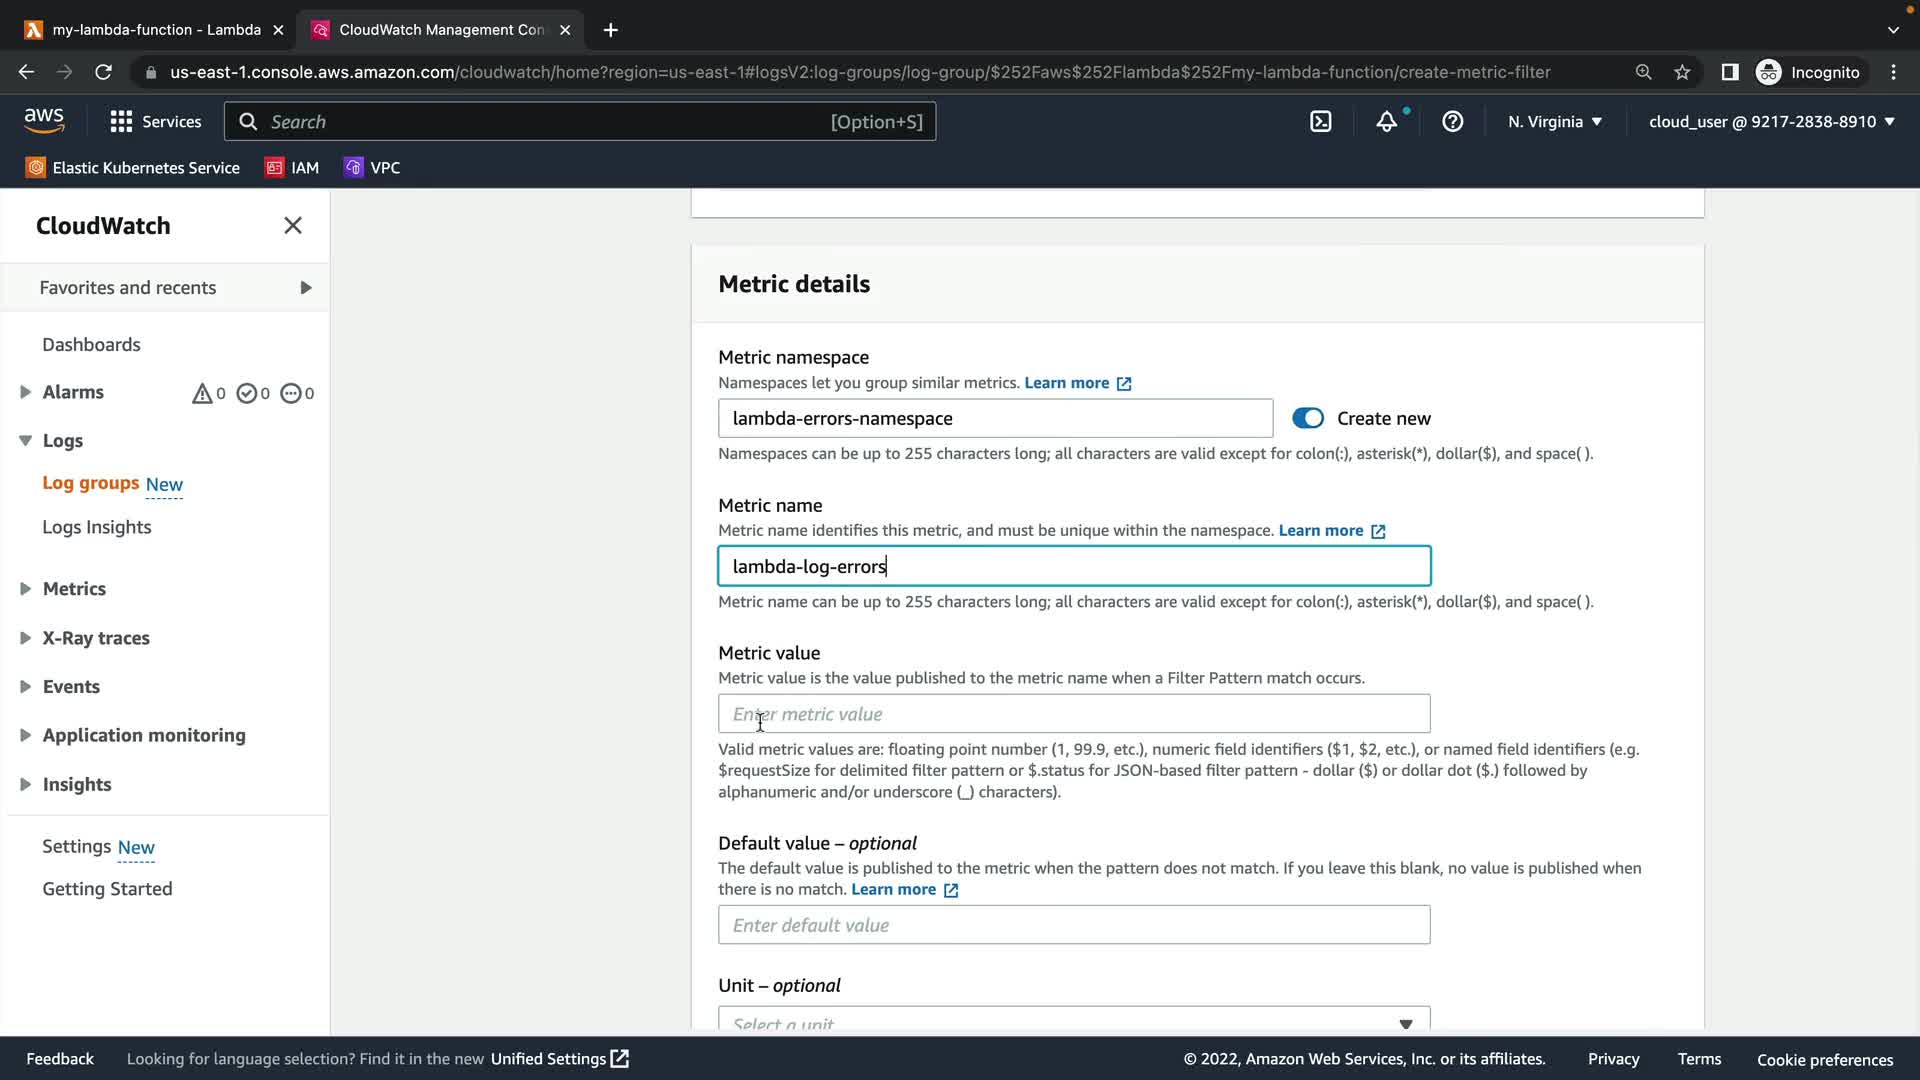 my-lambda-function - Lambda
CloudWatch Management Con
us-east-1.console.aws.amazon.com/cloudwatch/home?region=us-east-1#logsV2:log-groups/log-group/$252Faws$252Flambda$252Fmy-lambda-function/create-metric-filter
Incognito
aws
Services
Search
[Option+S]
N. Virginia
cloud_user @ 9217-2838-8910
Elastic Kubernetes Service
IAM
VPC
CloudWatch
Favorites and recents
Dashboards
Alarms
0
0
0
Logs
Log groups New
Logs Insights
Metrics
X-Ray traces
Events
Application monitoring
Insights
Settings New
Getting Started
Metric details
Metric namespace
Namespaces let you group similar metrics. Learn more
lambda-errors-namespace
Create new
Namespaces can be up to 255 characters long; all characters are valid except for colon(:), asterisk(*), dollar($), and space( ).
Metric name
Metric name identifies this metric, and must be unique within the namespace. Learn more
lambda-log-errors
Metric name can be up to 255 characters long; all characters are valid except for colon(:), asterisk(*), dollar($), and space( ).
Metric value
Metric value is the value published to the metric name when a Filter Pattern match occurs.
Enter metric value
Valid metric values are: floating point number (1, 99.9, etc.), numeric field identifiers ($1, $2, etc.), or named field identifiers (e.g.
$requestSize for delimited filter pattern or $.status for JSON-based filter pattern - dollar ($) or dollar dot ($.) followed by
alphanumeric and/or underscore (_) characters).
Default value – optional
The default value is published to the metric when the pattern does not match. If you leave this blank, no value is published when
there is no match. Learn more
Enter default value
Unit – optional
Select a unit
Feedback
Looking for language selection? Find it in the new Unified Settings
© 2022, Amazon Web Services, Inc. or its affiliates.
Privacy
Terms
Cookie preferences